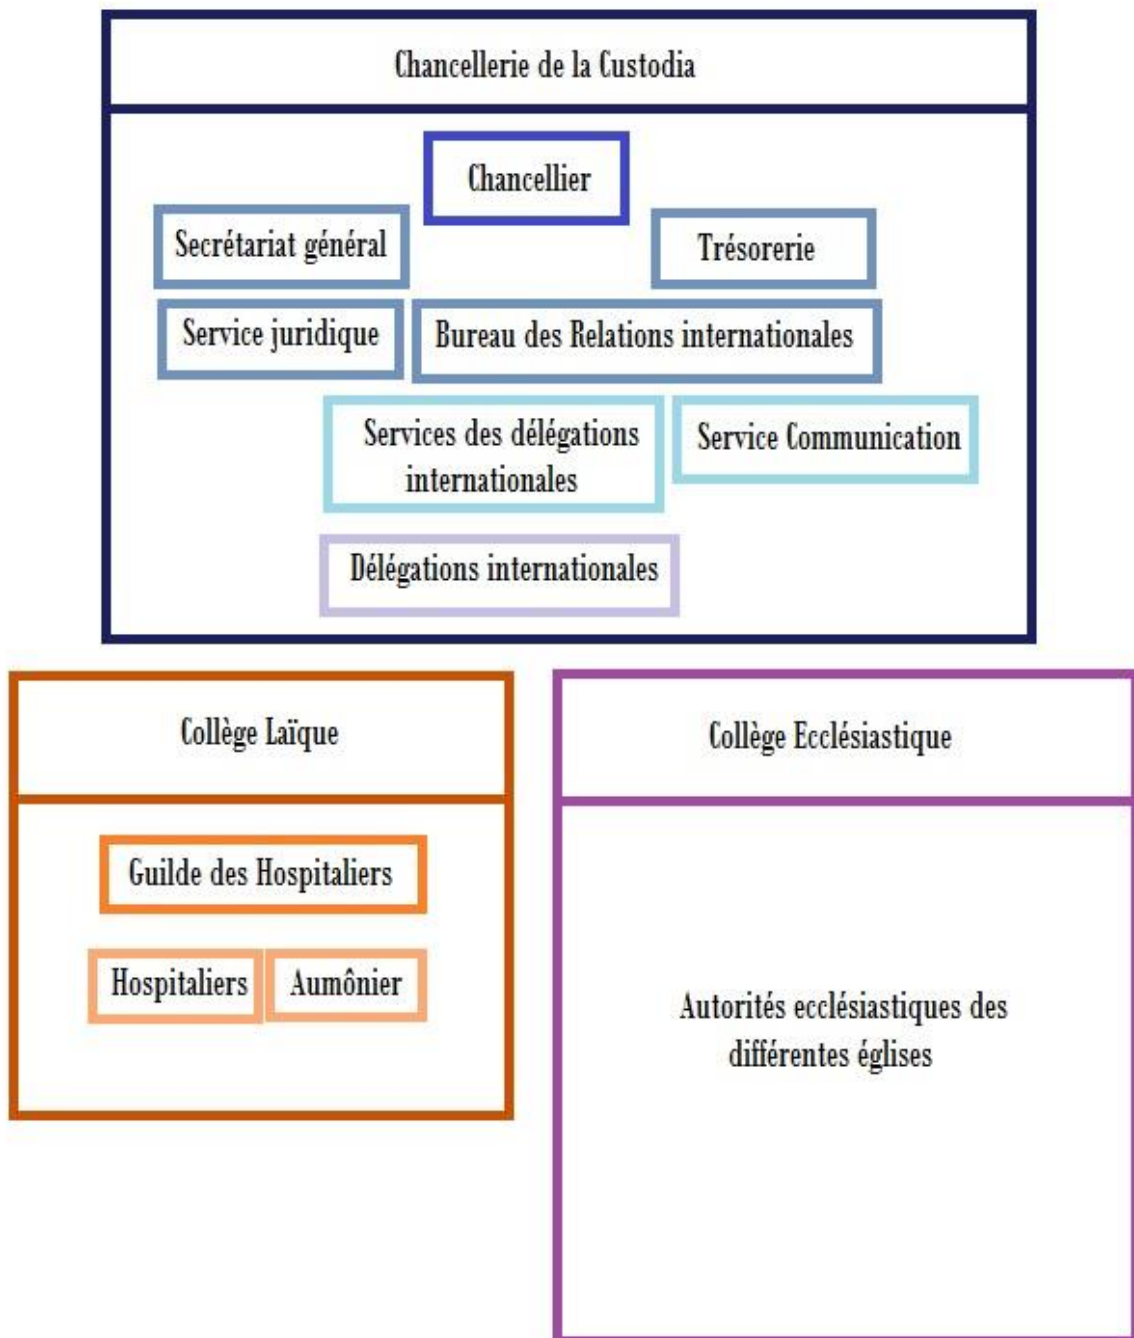 Chancellerie de la Custodia
Chancellier
Secrétariat général
Trésorerie
Service juridique
Bureau des Relations internationales
Services des délégations
internationales
Service Communication
Délégations internationales
Collège Laïque
Guilde des Hospitaliers
Hospitaliers
Aumônier
Collège Ecclésiastique
Autorités ecclésiastiques des
différentes églises